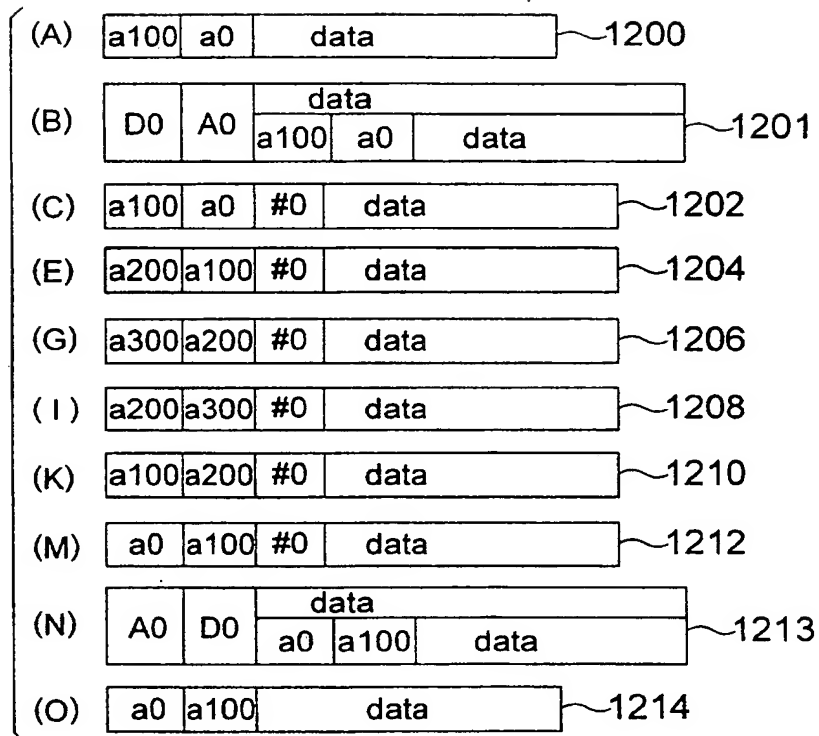 (A) a100 a0 data 1200
data
(B) D0 A0 a100 a0 data 1201
(C) a100 a0 #0 data 1202
(E) a200 a100 #0 data 1204
(G) a300 a200 #0 data 1206
(I) a200 a300 #0 data 1208
(K) a100 a200 #0 data 1210
(M) a0 a100 #0 data 1212
data
(N) A0 D0 a0 a100 data 1213
(O) a0 a100 data 1214